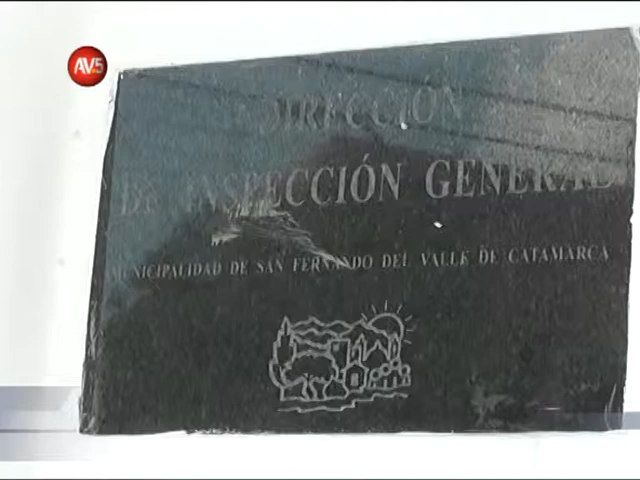 AV5
DIRECCIÓN
DE INSPECCIÓN GENERAL
MUNICIPALIDAD DE SAN FERNANDO DEL VALLE DE CATAMARCA